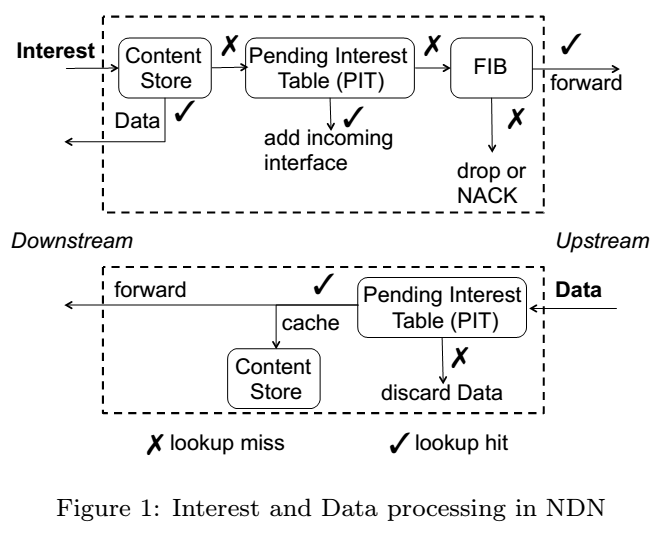 Interest
Content
Store
✗
Pending Interest
Table (PIT)
✗
FIB
✓
forward
Data
✓
✓
add incoming
interface
✗
drop or
NACK
Downstream
Upstream
forward
✓
Pending Interest
Table (PIT)
Data
cache
Content
Store
✗
discard Data
✗ lookup miss
✓ lookup hit
Figure 1: Interest and Data processing in NDN